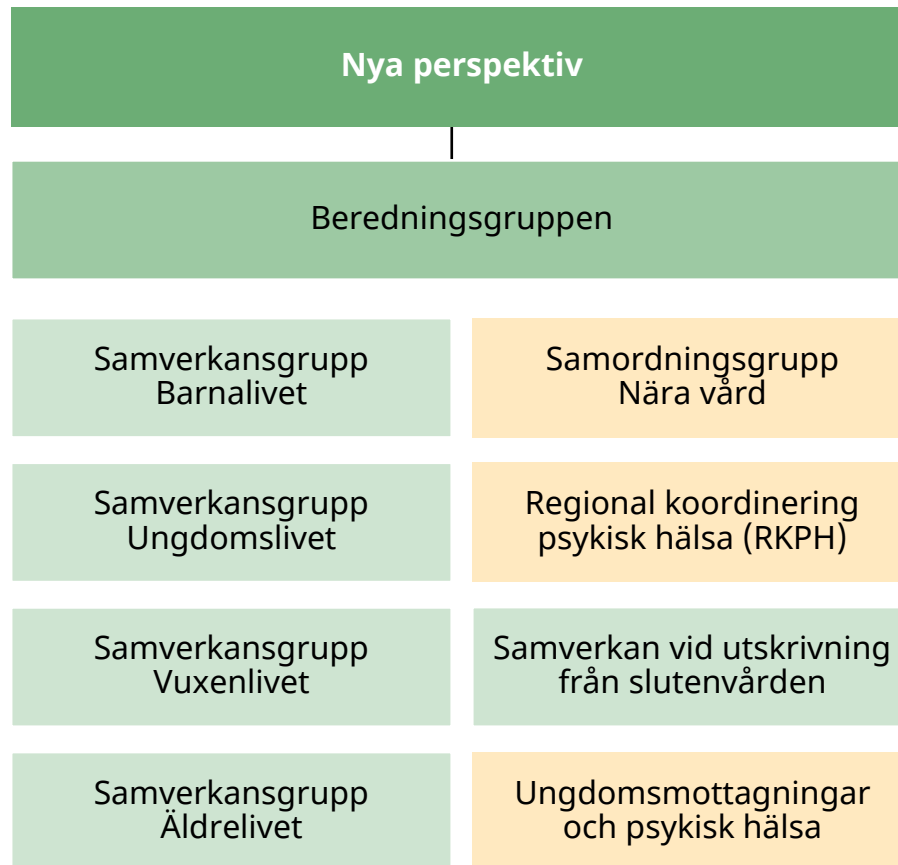 Nya perspektiv
Beredningsgruppen
Samverkansgrupp
Barnalivet
Samordningsgrupp
Nära vård
Samverkansgrupp
Ungdomslivet
Regional koordinering
psykisk hälsa (RKPH)
Samverkansgrupp
Vuxenlivet
Samverkan vid utskrivning
från slutenvården
Samverkansgrupp
Äldrelivet
Ungdomsmottagningar
och psykisk hälsa